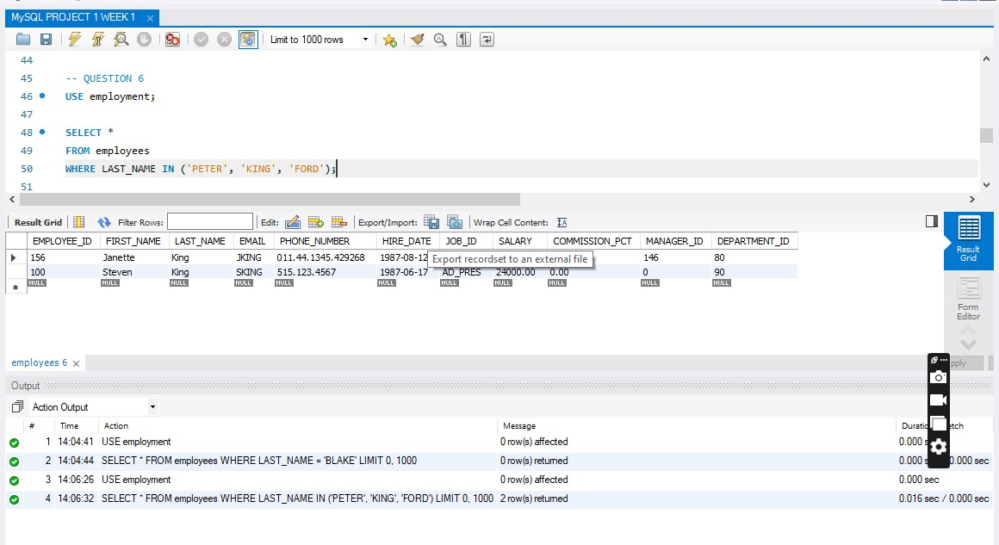 MySQL PROJECT 1 WEEK 1
Limit to 1000 rows
44
45 -- QUESTION 6
46 USE employment;
47
48 SELECT *
49 FROM employees
50 WHERE LAST_NAME IN ('PETER', 'KING', 'FORD');
51
Result Grid Filter Rows: Edit: Export/Import: Wrap Cell Content:
EMPLOYEE_ID FIRST_NAME LAST_NAME EMAIL PHONE_NUMBER HIRE_DATE JOB_ID SALARY COMMISSION_PCT MANAGER_ID DEPARTMENT_ID
156 Janette King JKING 011.44.1345.429268 1987-08-12 146 80
Export recordset to an external file
100 Steven King SKING 515.123.4567 1987-06-17 AD_PRES 24000.00 0.00 0 90
NULL NULL NULL NULL NULL NULL NULL NULL NULL NULL NULL
Result
Grid
Form
Editor
employees 6
pply
Output
Action Output
# Time Action Message Duratio etch
1 14:04:41 USE employment 0 row(s) affected 0.000 s
2 14:04:44 SELECT * FROM employees WHERE LAST_NAME = 'BLAKE' LIMIT 0, 1000 0 row(s) returned 0.000 s 0.000 sec
3 14:06:26 USE employment 0 row(s) affected 0.000 sec
4 14:06:32 SELECT * FROM employees WHERE LAST_NAME IN ('PETER', 'KING', 'FORD') LIMIT 0, 1000 2 row(s) returned 0.016 sec / 0.000 sec